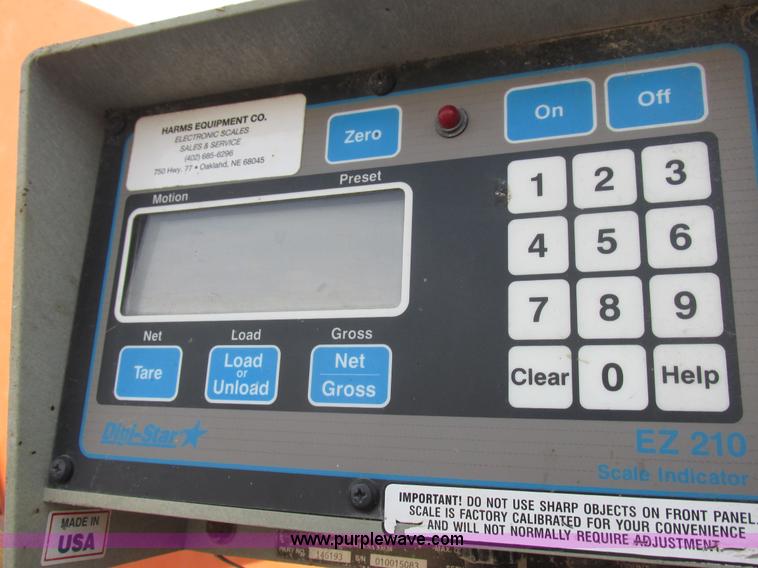 HARMS EQUIPMENT CO.
ELECTRONIC SCALES
SALES & SERVICE
(402) 685-6296
750 Hwy. 77 • Oakland, NE 68045
Zero
On
Off
Motion
Preset
1 2 3
4 5 6
7 8 9
Clear 0 Help
Net
Load
Gross
Tare
Load
or
Unload
Net
Gross
Digi-Star
EZ 210
Scale Indicator
IMPORTANT! DO NOT USE SHARP OBJECTS ON FRONT PANEL.
SCALE IS FACTORY CALIBRATED FOR YOUR CONVENIENCE
AND WILL NOT NORMALLY REQUIRE ADJUSTMENT.
MADE IN
USA
146193 S/N 010015083
www.purplewave.com